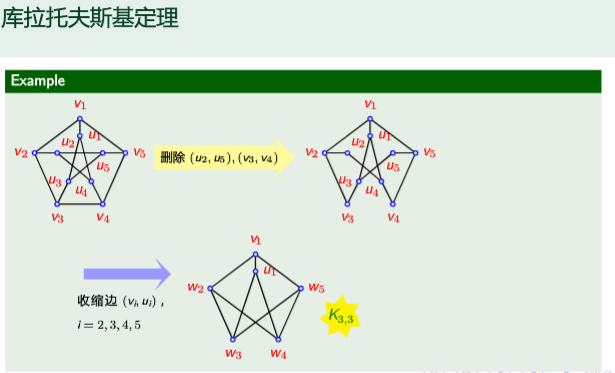 库拉托夫斯基定理
Example
v1
v2 u2 u1 v5
u5
u3 u4
v3 v4
删除 (u2, u5), (v3, v4)
v1
v2 u2 u1 v5
u5
u3 u4
v3 v4
收缩边 (vi, ui) ,
i = 2, 3, 4, 5
v1
u1
w2 w5
w3 w4
K3,3